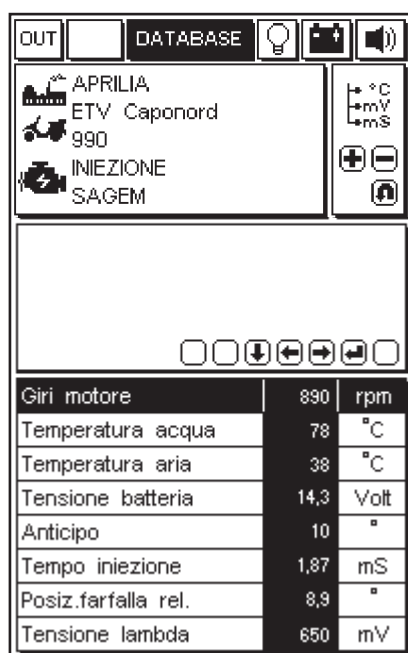 OUT DATABASE
APRILIA
ETV Caponord
990
INIEZIONE
SAGEM
°C
mV
mS
Giri motore 890 rpm
Temperatura acqua 78 °C
Temperatura aria 38 °C
Tensione batteria 14,3 Volt
Anticipo 10 °
Tempo iniezione 1,87 mS
Posiz.farfalla rel. 8,9 °
Tensione lambda 650 mV